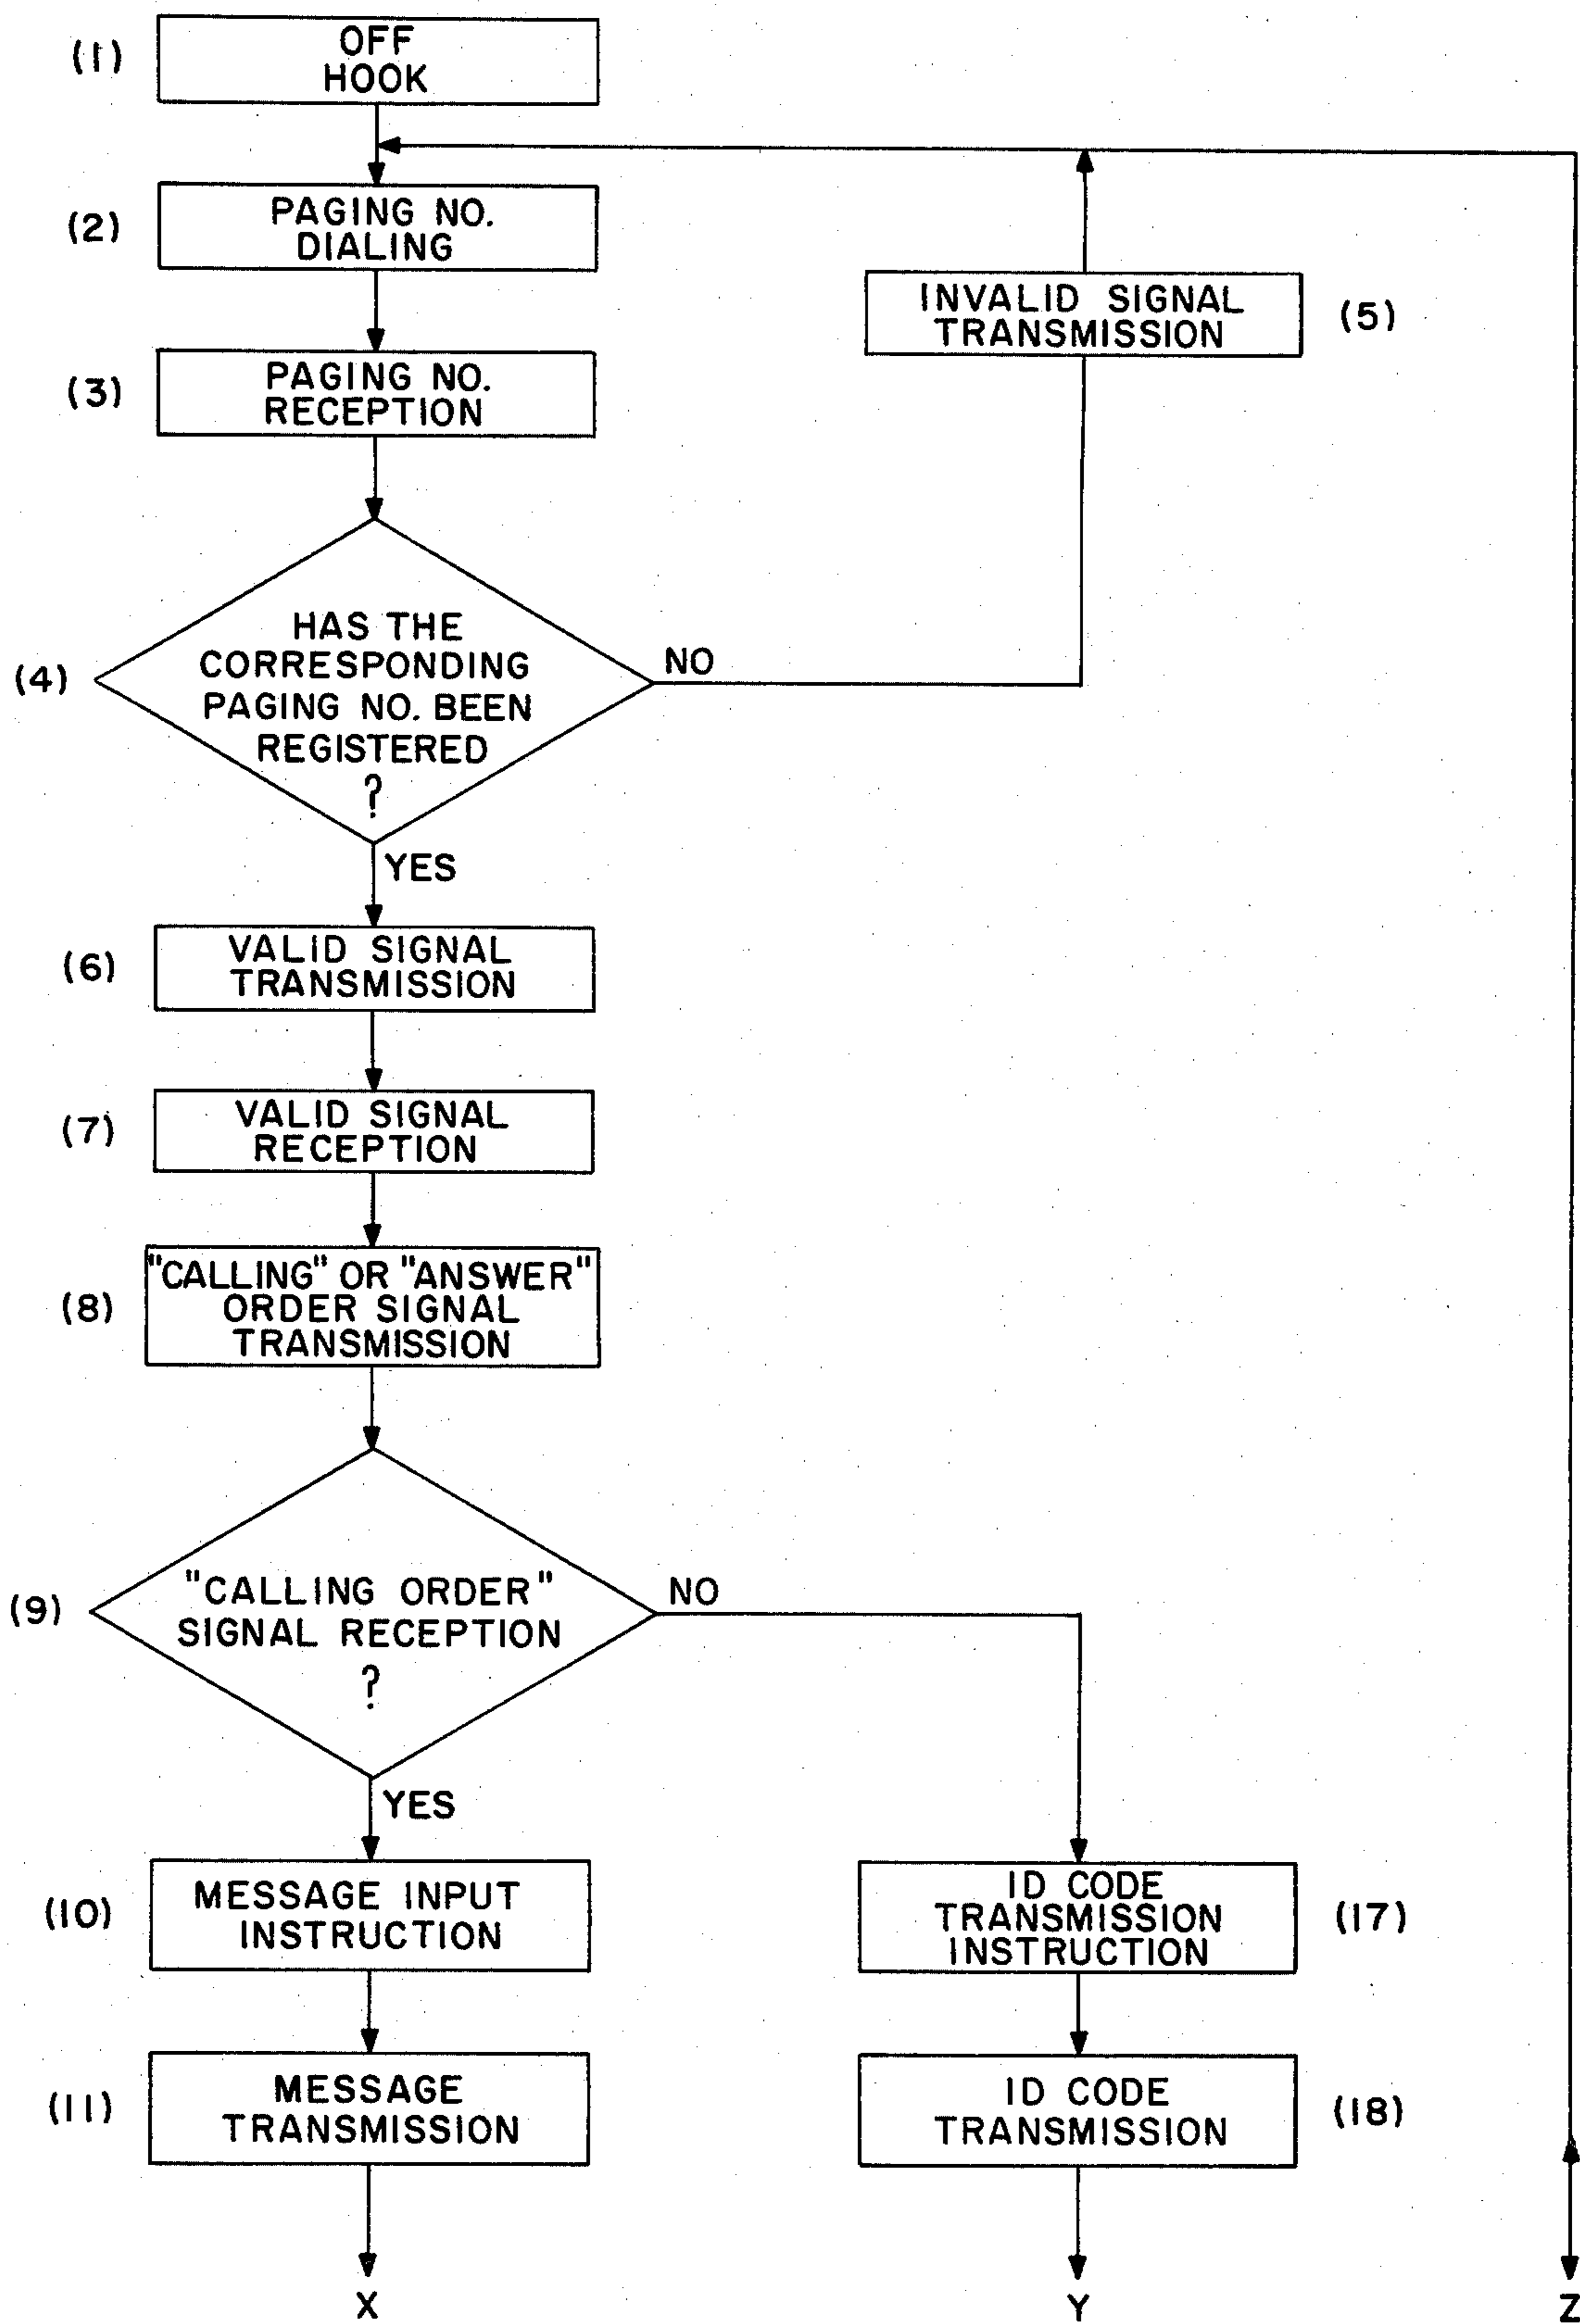 (1)
OFF
HOOK
(2)
PAGING NO.
DIALING
INVALID SIGNAL
TRANSMISSION
(5)
(3)
PAGING NO.
RECEPTION
(4)
HAS THE
CORRESPONDING
PAGING NO. BEEN
REGISTERED
?
NO
YES
(6)
VALID SIGNAL
TRANSMISSION
(7)
VALID SIGNAL
RECEPTION
(8)
"CALLING" OR "ANSWER"
ORDER SIGNAL
TRANSMISSION
(9)
"CALLING ORDER"
SIGNAL RECEPTION
?
NO
YES
(10)
MESSAGE INPUT
INSTRUCTION
ID CODE
TRANSMISSION
INSTRUCTION
(17)
(11)
MESSAGE
TRANSMISSION
ID CODE
TRANSMISSION
(18)
X
Y
Z